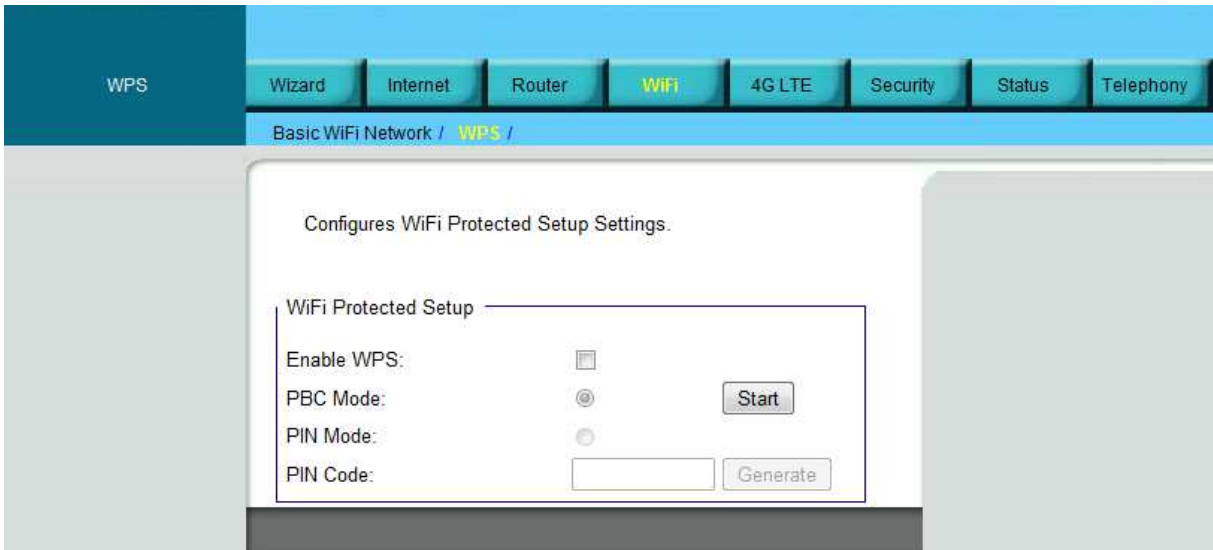 WPS
Wizard Internet Router WiFi 4G LTE Security Status Telephony
Basic WiFi Network / WPS /
Configures WiFi Protected Setup Settings.
WiFi Protected Setup
Enable WPS:
PBC Mode: Start
PIN Mode:
PIN Code: Generate